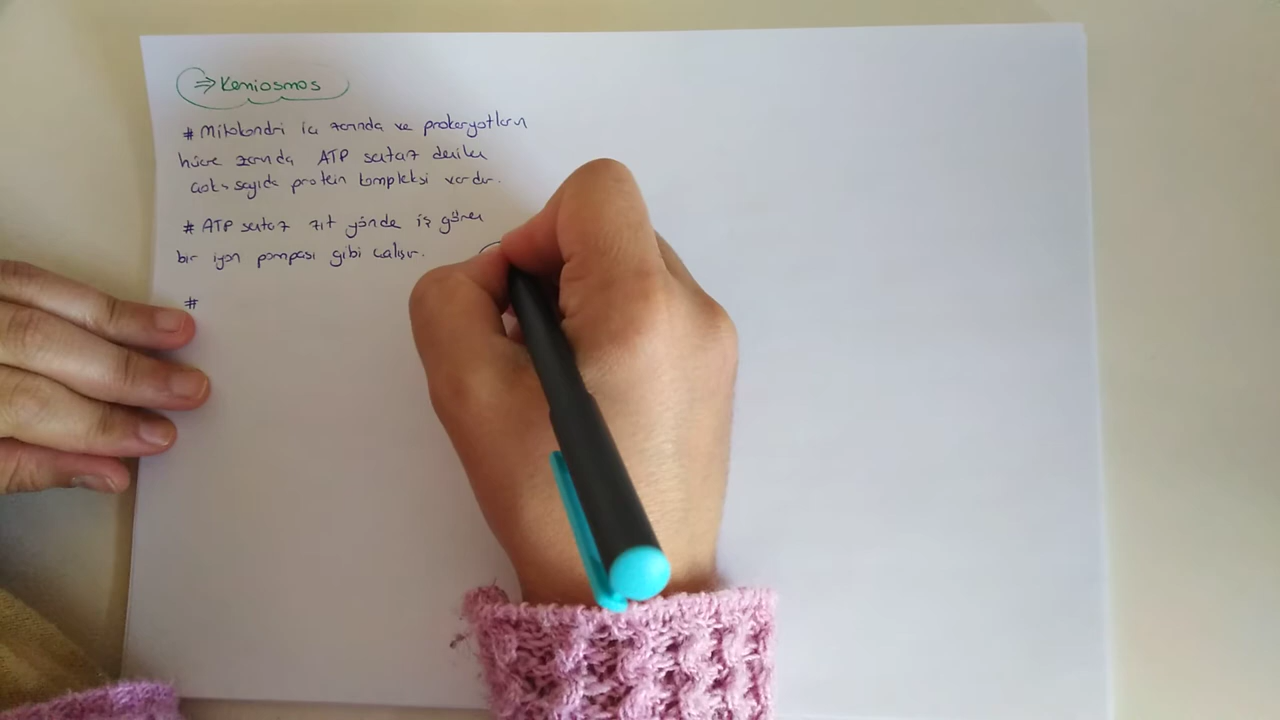 ⇒ Kemiosmos
# Mitokondri iç zarında ve prokaryotların
hücre zarında ATP sentaz denilen
çok sayıda protein kompleksi vardır.
# ATP sentaz zıt yönde iş gören
bir iyon pompası gibi çalışır.
#